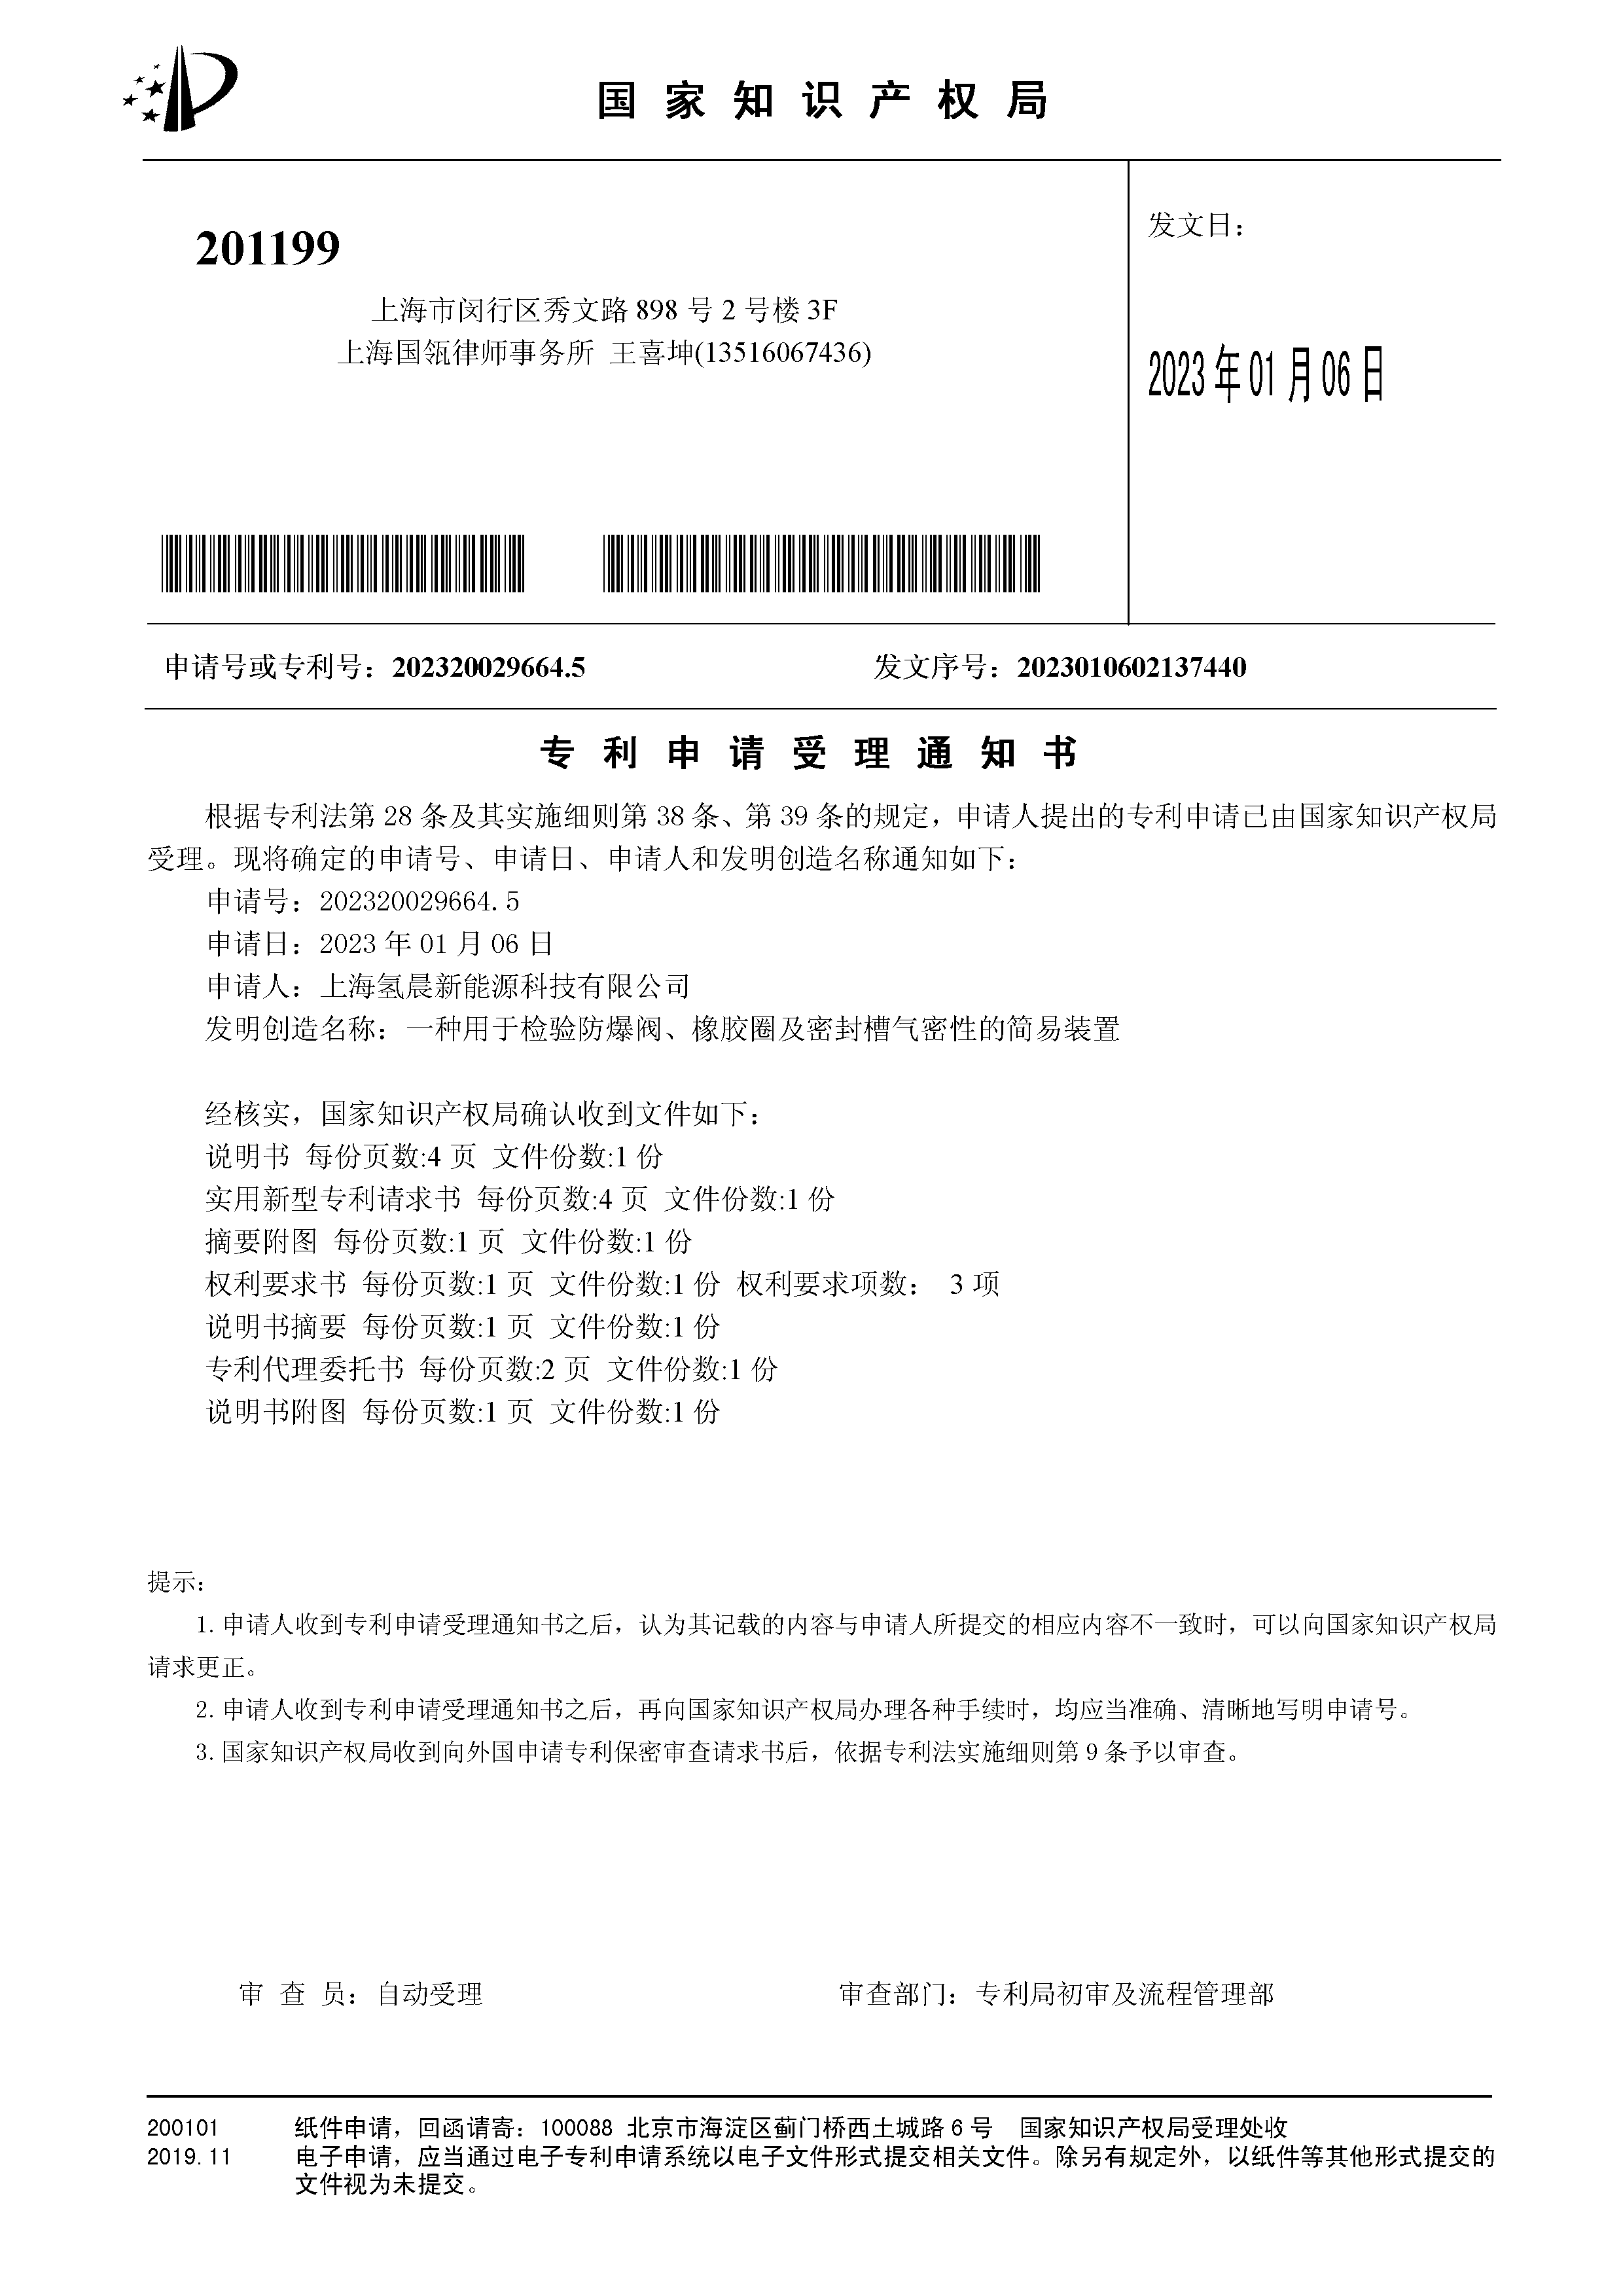 国家知识产权局
201199
上海市闵行区秀文路 898 号 2 号楼 3F
上海国瓴律师事务所 王喜坤(13516067436)
发文日：
2023 年 01 月 06 日
申请号或专利号：202320029664.5 发文序号：2023010602137440
专利申请受理通知书
根据专利法第 28 条及其实施细则第 38 条、第 39 条的规定，申请人提出的专利申请已由国家知识产权局
受理。现将确定的申请号、申请日、申请人和发明创造名称通知如下：
申请号：202320029664.5
申请日：2023 年 01 月 06 日
申请人：上海氢晨新能源科技有限公司
发明创造名称：一种用于检验防爆阀、橡胶圈及密封槽气密性的简易装置
经核实，国家知识产权局确认收到文件如下：
说明书 每份页数:4 页 文件份数:1 份
实用新型专利请求书 每份页数:4 页 文件份数:1 份
摘要附图 每份页数:1 页 文件份数:1 份
权利要求书 每份页数:1 页 文件份数:1 份 权利要求项数： 3 项
说明书摘要 每份页数:1 页 文件份数:1 份
专利代理委托书 每份页数:2 页 文件份数:1 份
说明书附图 每份页数:1 页 文件份数:1 份
提示：
1. 申请人收到专利申请受理通知书之后，认为其记载的内容与申请人所提交的相应内容不一致时，可以向国家知识产权局
请求更正。
2. 申请人收到专利申请受理通知书之后，再向国家知识产权局办理各种手续时，均应当准确、清晰地写明申请号。
3. 国家知识产权局收到向外国申请专利保密审查请求书后，依据专利法实施细则第 9 条予以审查。
审 查 员：自动受理 审查部门：专利局初审及流程管理部
200101 纸件申请，回函请寄：100088 北京市海淀区蓟门桥西土城路 6 号 国家知识产权局受理处收
2019.11 电子申请，应当通过电子专利申请系统以电子文件形式提交相关文件。除另有规定外，以纸件等其他形式提交的
文件视为未提交。